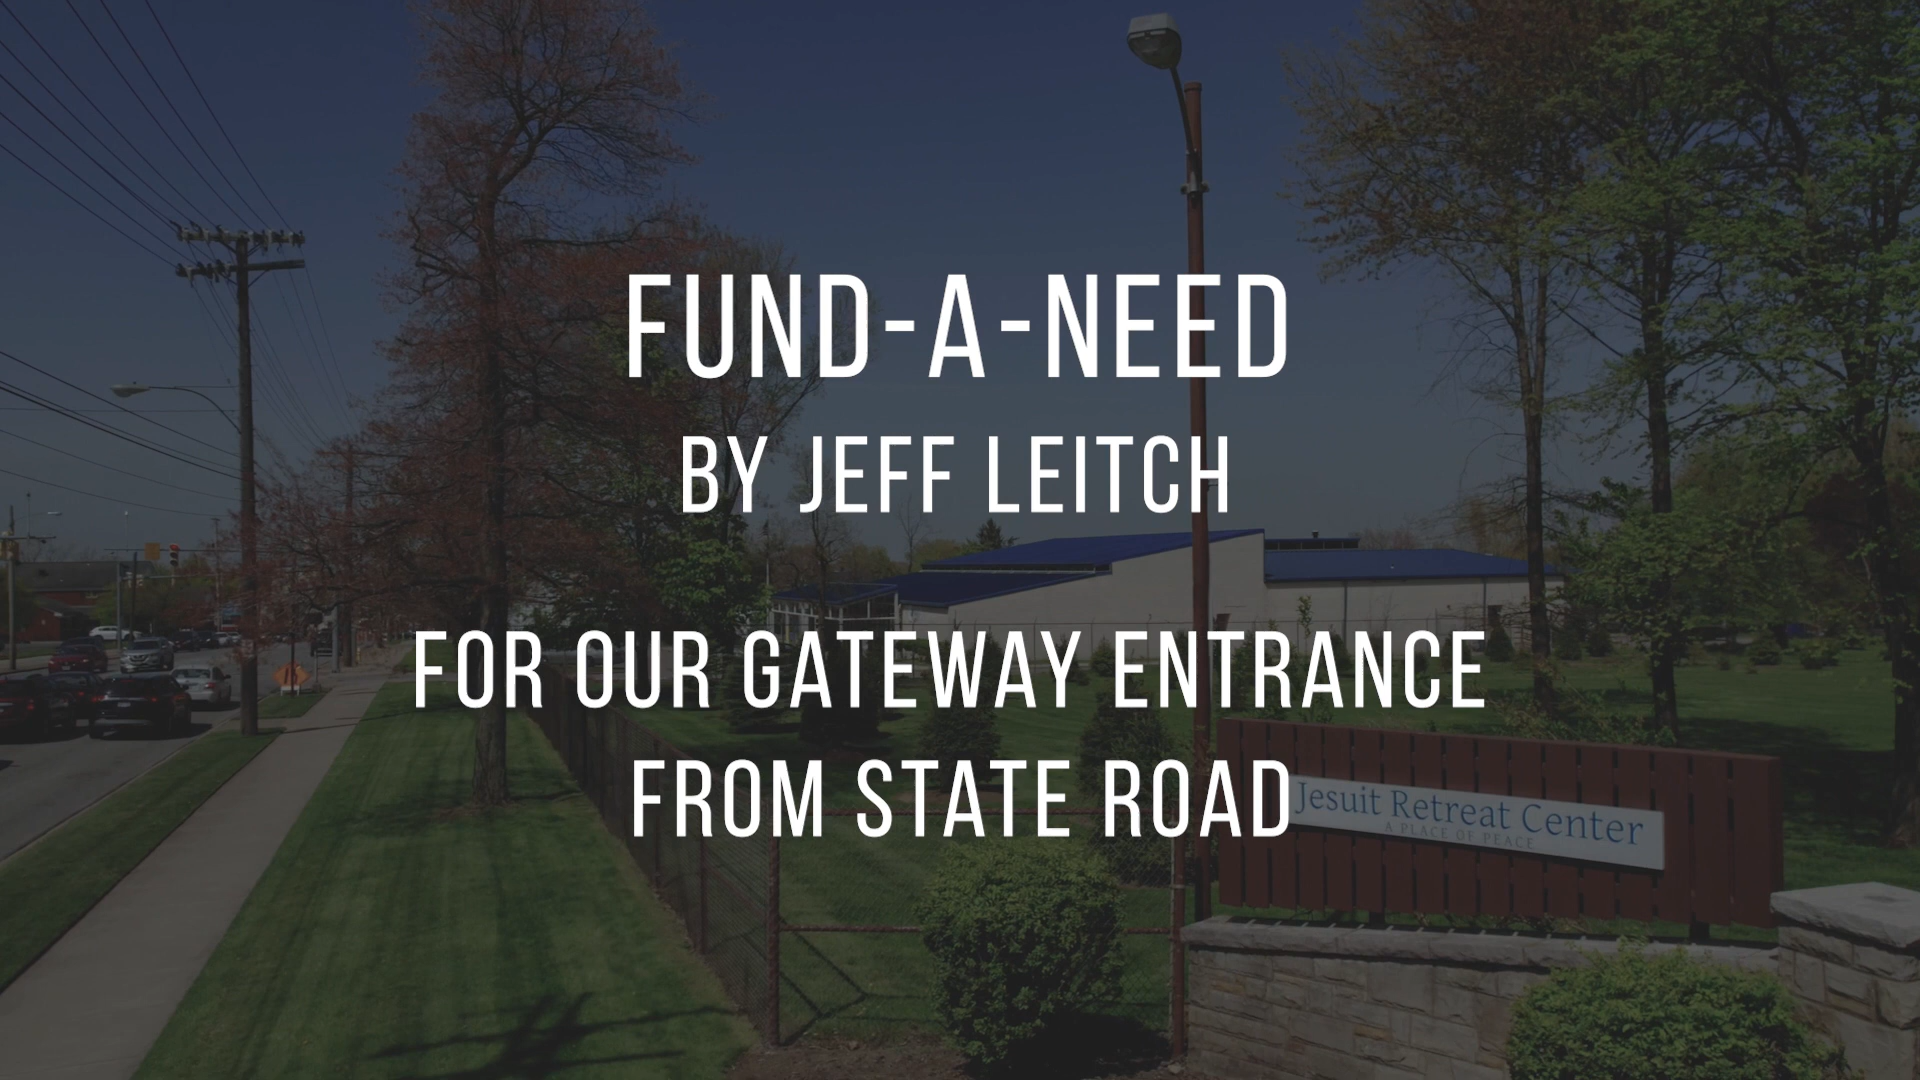 FUND-A-NEED
BY JEFF LEITCH
FOR OUR GATEWAY ENTRANCE
FROM STATE ROAD
Jesuit Retreat Center
A PLACE OF PEACE